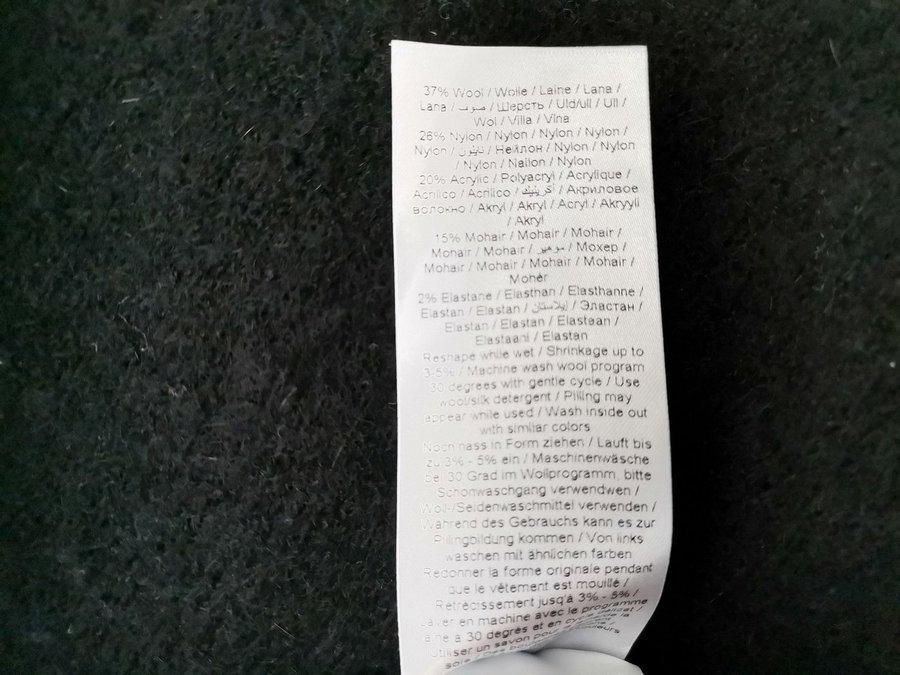 37% Wool / Wolle / Laine / Lana /
Lana / صوف / Шерсть / Uld/ull / Ull /
Wol / Villa / Vlna
26% Nylon / Nylon / Nylon / Nylon /
Nylon / نايلون / Нейлон / Nylon / Nylon
/ Nylon / Nailon / Nylon
20% Acrylic / Polyacryl / Acrylique /
Acrilico / Acrílico / أكريليك / Акриловое
волокно / Akryl / Akryl / Acryl / Akryyli
/ Akryl
15% Mohair / Mohair / Mohair /
Mohair / Mohair / موهير / Мохер /
Mohair / Mohair / Mohair / Mohair /
Mohér
2% Elastane / Elasthan / Elasthanne /
Elastan / Elastan / إيلاستان / Эластан /
Elastan / Elastan / Elastaan /
Elastaani / Elastan
Reshape while wet / Shrinkage up to
3-5% / Machine wash wool program
30 degrees with gentle cycle / Use
wool/silk detergent / Pilling may
appear while used / Wash inside out
with similar colors
Noch nass in Form ziehen / Lauft bis
zu 3% - 5% ein / Maschinenwäsche
bei 30 Grad im Wollprogramm, bitte
Schonwaschgang verwendwen /
Woll-/Seidenwaschmittel verwenden /
Während des Gebrauchs kann es zur
Pillingbildung kommen / Von links
waschen mit ähnlichen farben
Redonner la forme originale pendant
que le vêtement est mouillé /
Rétrécissement jusqu'à 3% - 5% /
Laver en machine avec le programme
laine à 30 degrés et en cycle délicat /
Utiliser un savon pour
soie / Des